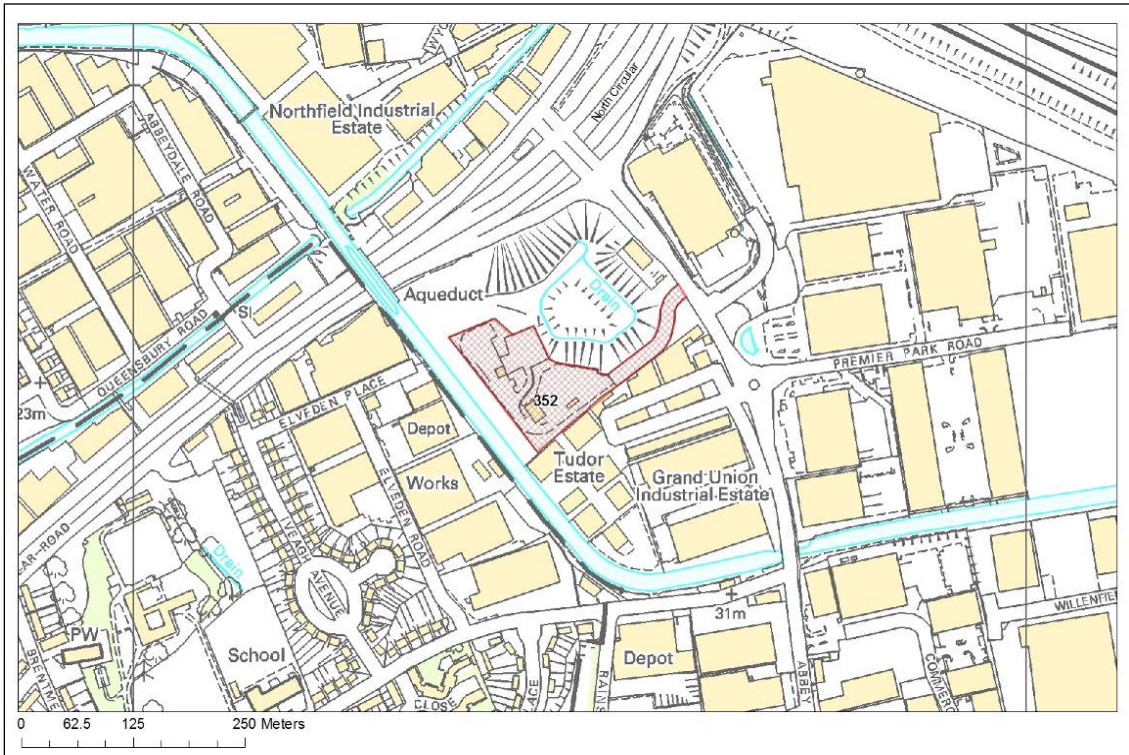 North Circular
Northfield Industrial
Estate
ABBEYDALE ROAD
WATER ROAD
Aqueduct
Drain
SI
QUEENSBURY ROAD
PREMIER PARK ROAD
ELVEDEN PLACE
352
23m
Depot
Tudor
Estate
Works
Grand Union
Industrial Estate
ELVEDEN ROAD
Drain
AVENUE
31m
PW
School
Depot
ABBEY
CLOSE
0 62.5 125 250 Meters